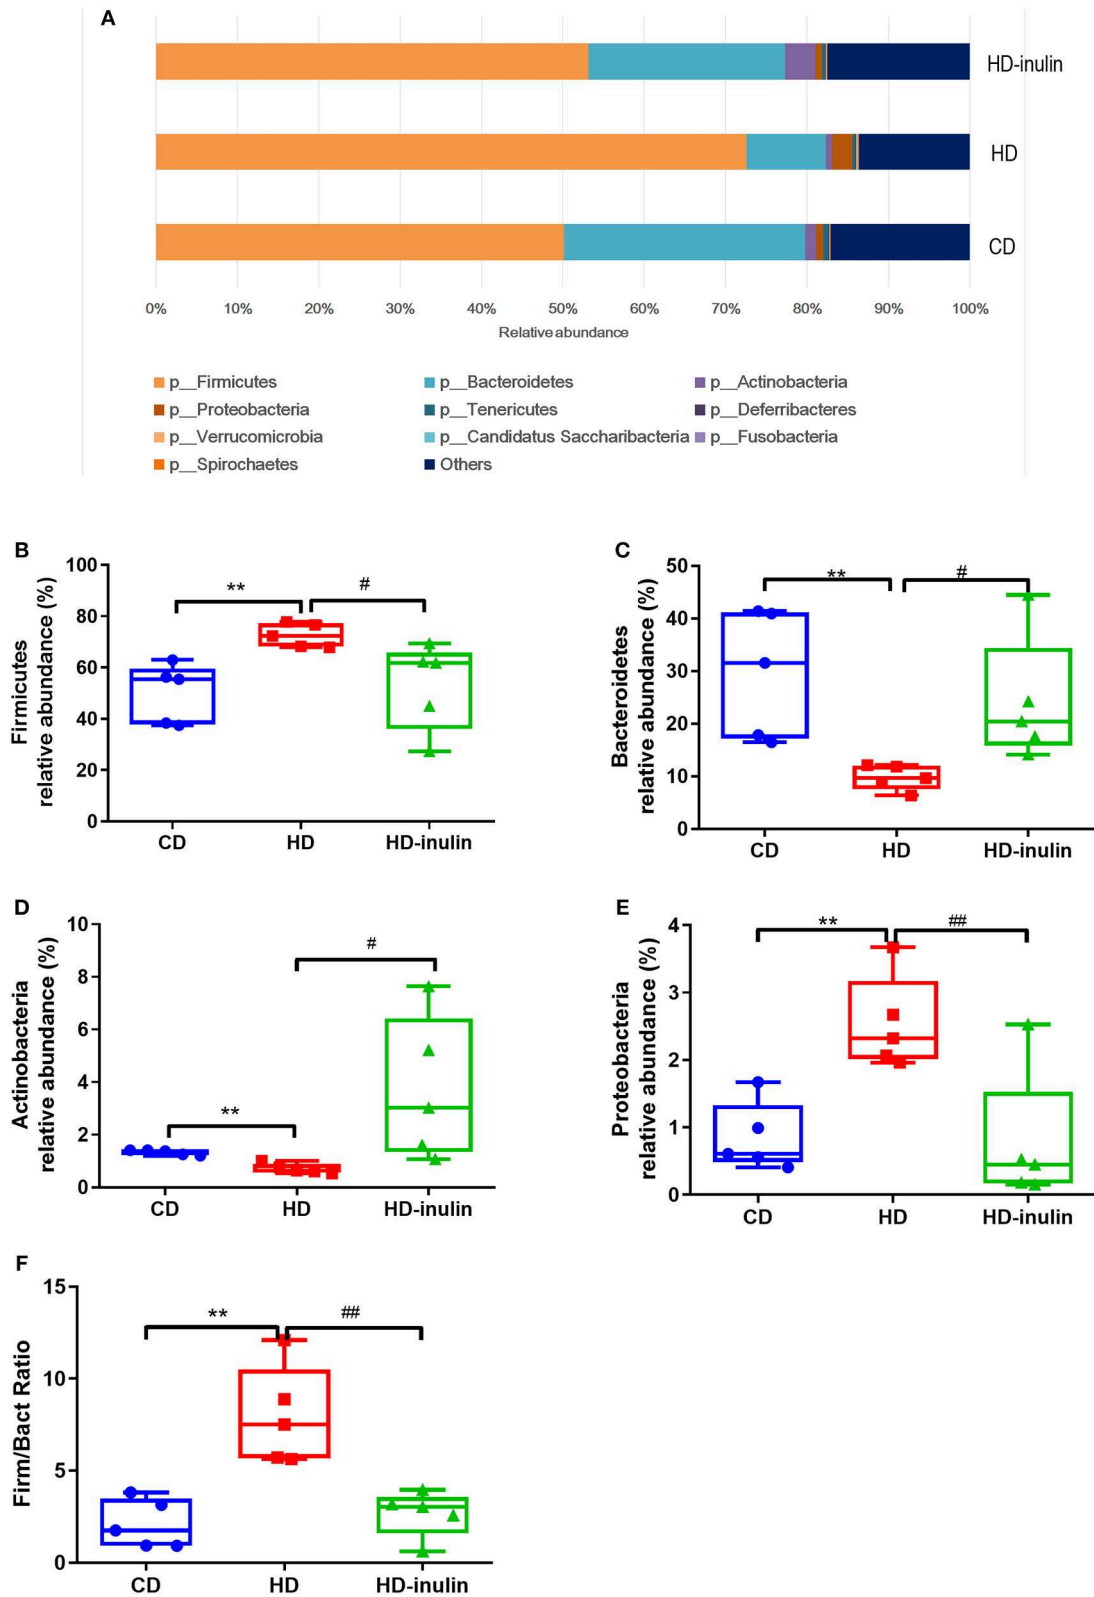 A
HD-inulin
HD
CD
0% 10% 20% 30% 40% 50% 60% 70% 80% 90% 100%
Relative abundance
p__Firmicutes p__Bacteroidetes p__Actinobacteria
p__Proteobacteria p__Tenericutes p__Deferribacteres
p__Verrucomicrobia p__Candidatus Saccharibacteria p__Fusobacteria
p__Spirochaetes Others
B
Firmicutes
relative abundance (%)
100
80
60
40
20
0
** #
CD HD HD-inulin
C
Bacteroidetes
relative abundance (%)
50
40
30
20
10
0
** #
CD HD HD-inulin
D
Actinobacteria
relative abundance (%)
10
8
6
4
2
0
** #
CD HD HD-inulin
E
Proteobacteria
relative abundance (%)
4
3
2
1
0
** ##
CD HD HD-inulin
F
Firm/Bact Ratio
15
10
5
0
** ##
CD HD HD-inulin